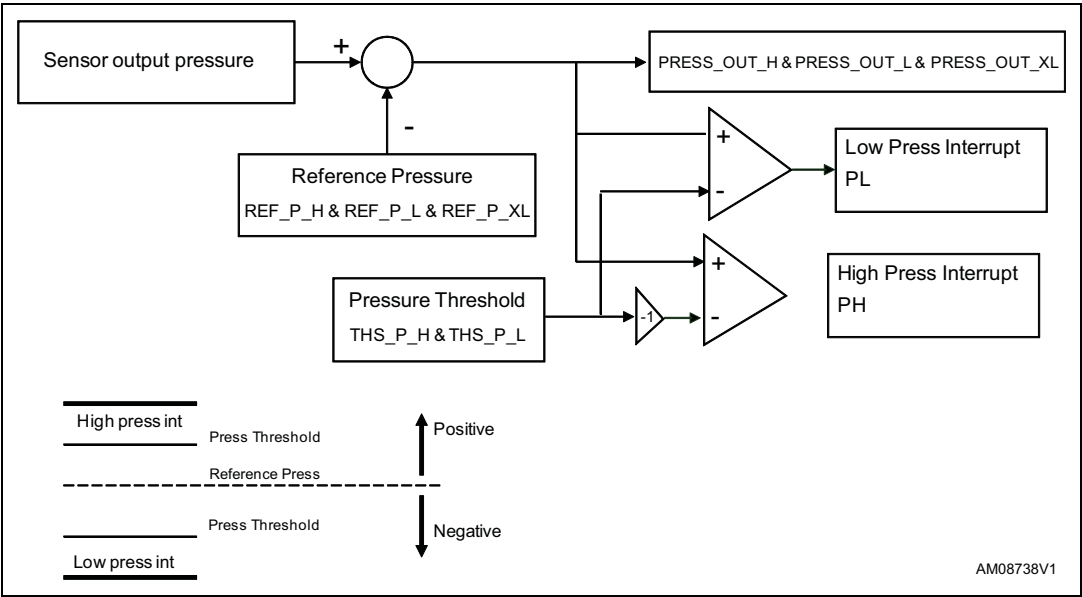 Sensor output pressure
+
PRESS_OUT_H & PRESS_OUT_L & PRESS_OUT_XL
-
Reference Pressure
REF_P_H & REF_P_L & REF_P_XL
+
-
Low Press Interrupt
PL
Pressure Threshold
THS_P_H & THS_P_L
-1
+
-
High Press Interrupt
PH
High press int
Press Threshold
Reference Press
Press Threshold
Low press int
Positive
Negative
AM08738V1